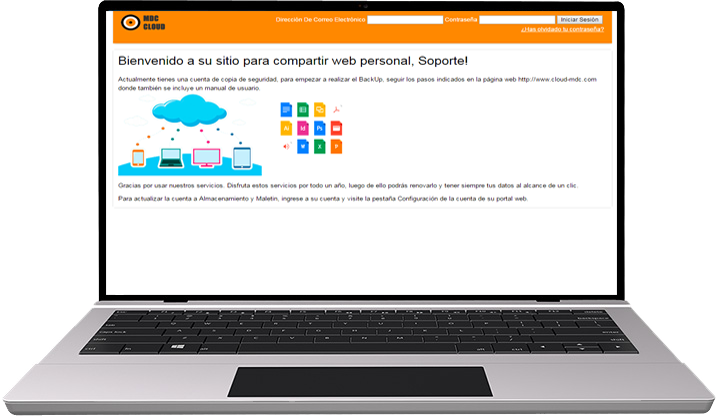 MDC
CLOUD
Dirección De Correo Electrónico Contraseña Iniciar Sesión
¿Has olvidado tu contraseña?
Bienvenido a su sitio para compartir web personal, Soporte!
Actualmente tienes una cuenta de copia de seguridad, para empezar a realizar el BackUp, seguir los pasos indicados en la página web http://www.cloud-mdc.com
donde también se incluye un manual de usuario.
Ai Id Ps
W X P
Gracias por usar nuestros servicios. Disfruta estos servicios por todo un año, luego de ello podrás renovarlo y tener siempre tus datos al alcance de un clic.
Para actualizar la cuenta a Almacenamiento y Maletin, ingrese a su cuenta y visite la pestaña Configuración de la cuenta de su portal web.